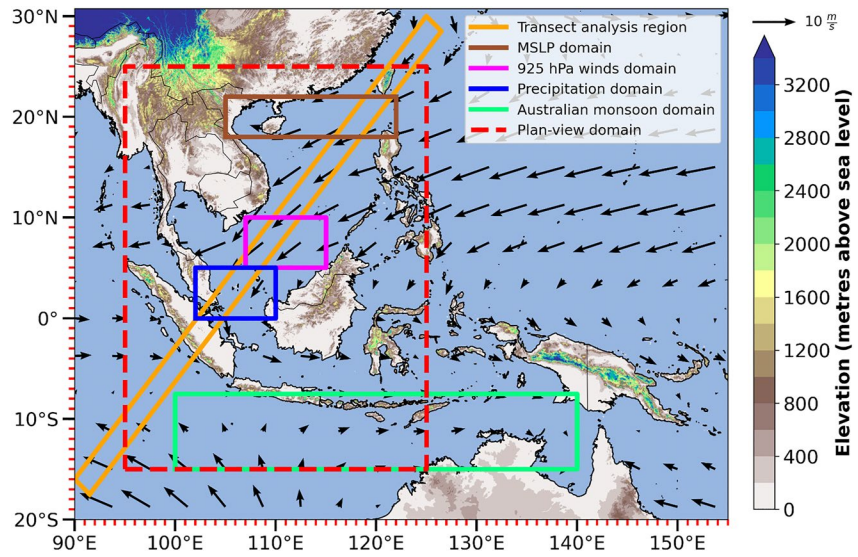 30°N
20°N
10°N
0°
10°S
20°S
90°E
100°E
110°E
120°E
130°E
140°E
150°E
Transect analysis region
MSLP domain
925 hPa winds domain
Precipitation domain
Australian monsoon domain
Plan-view domain
10 m/s
3200
2800
2400
2000
1600
1200
800
400
0
Elevation (metres above sea level)